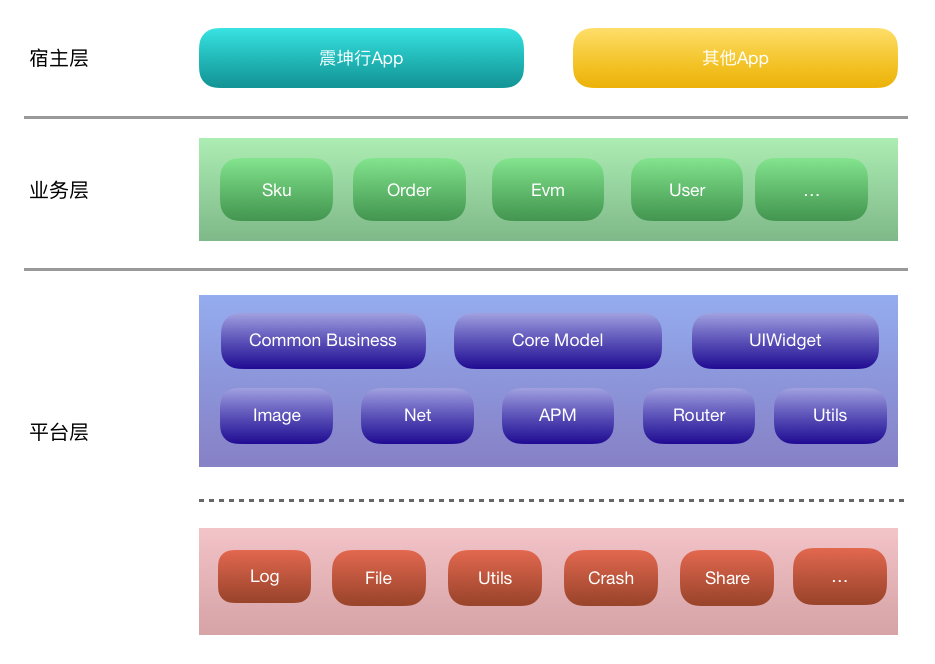 宿主层
震坤行App
其他App
业务层
Sku
Order
Evm
User
...
平台层
Common Business
Core Model
UIWidget
Image
Net
APM
Router
Utils
Log
File
Utils
Crash
Share
...